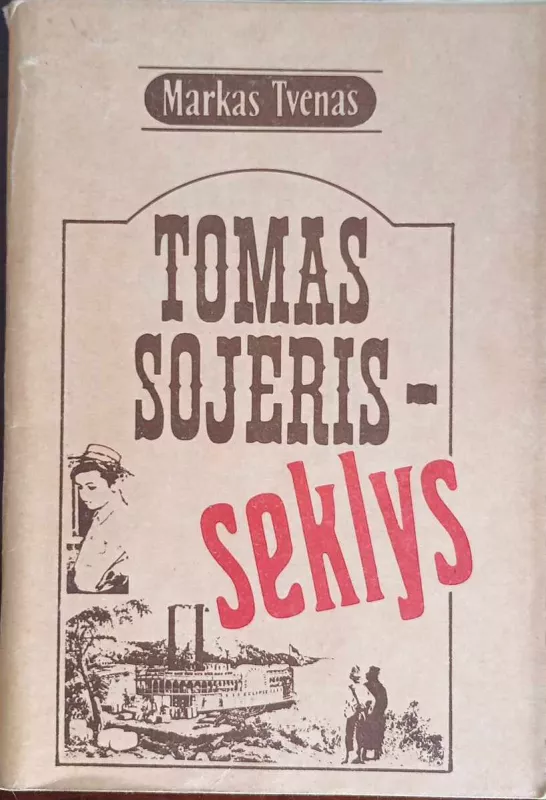 Markas Tvenas
TOMAS
SOJERIS -
seklys